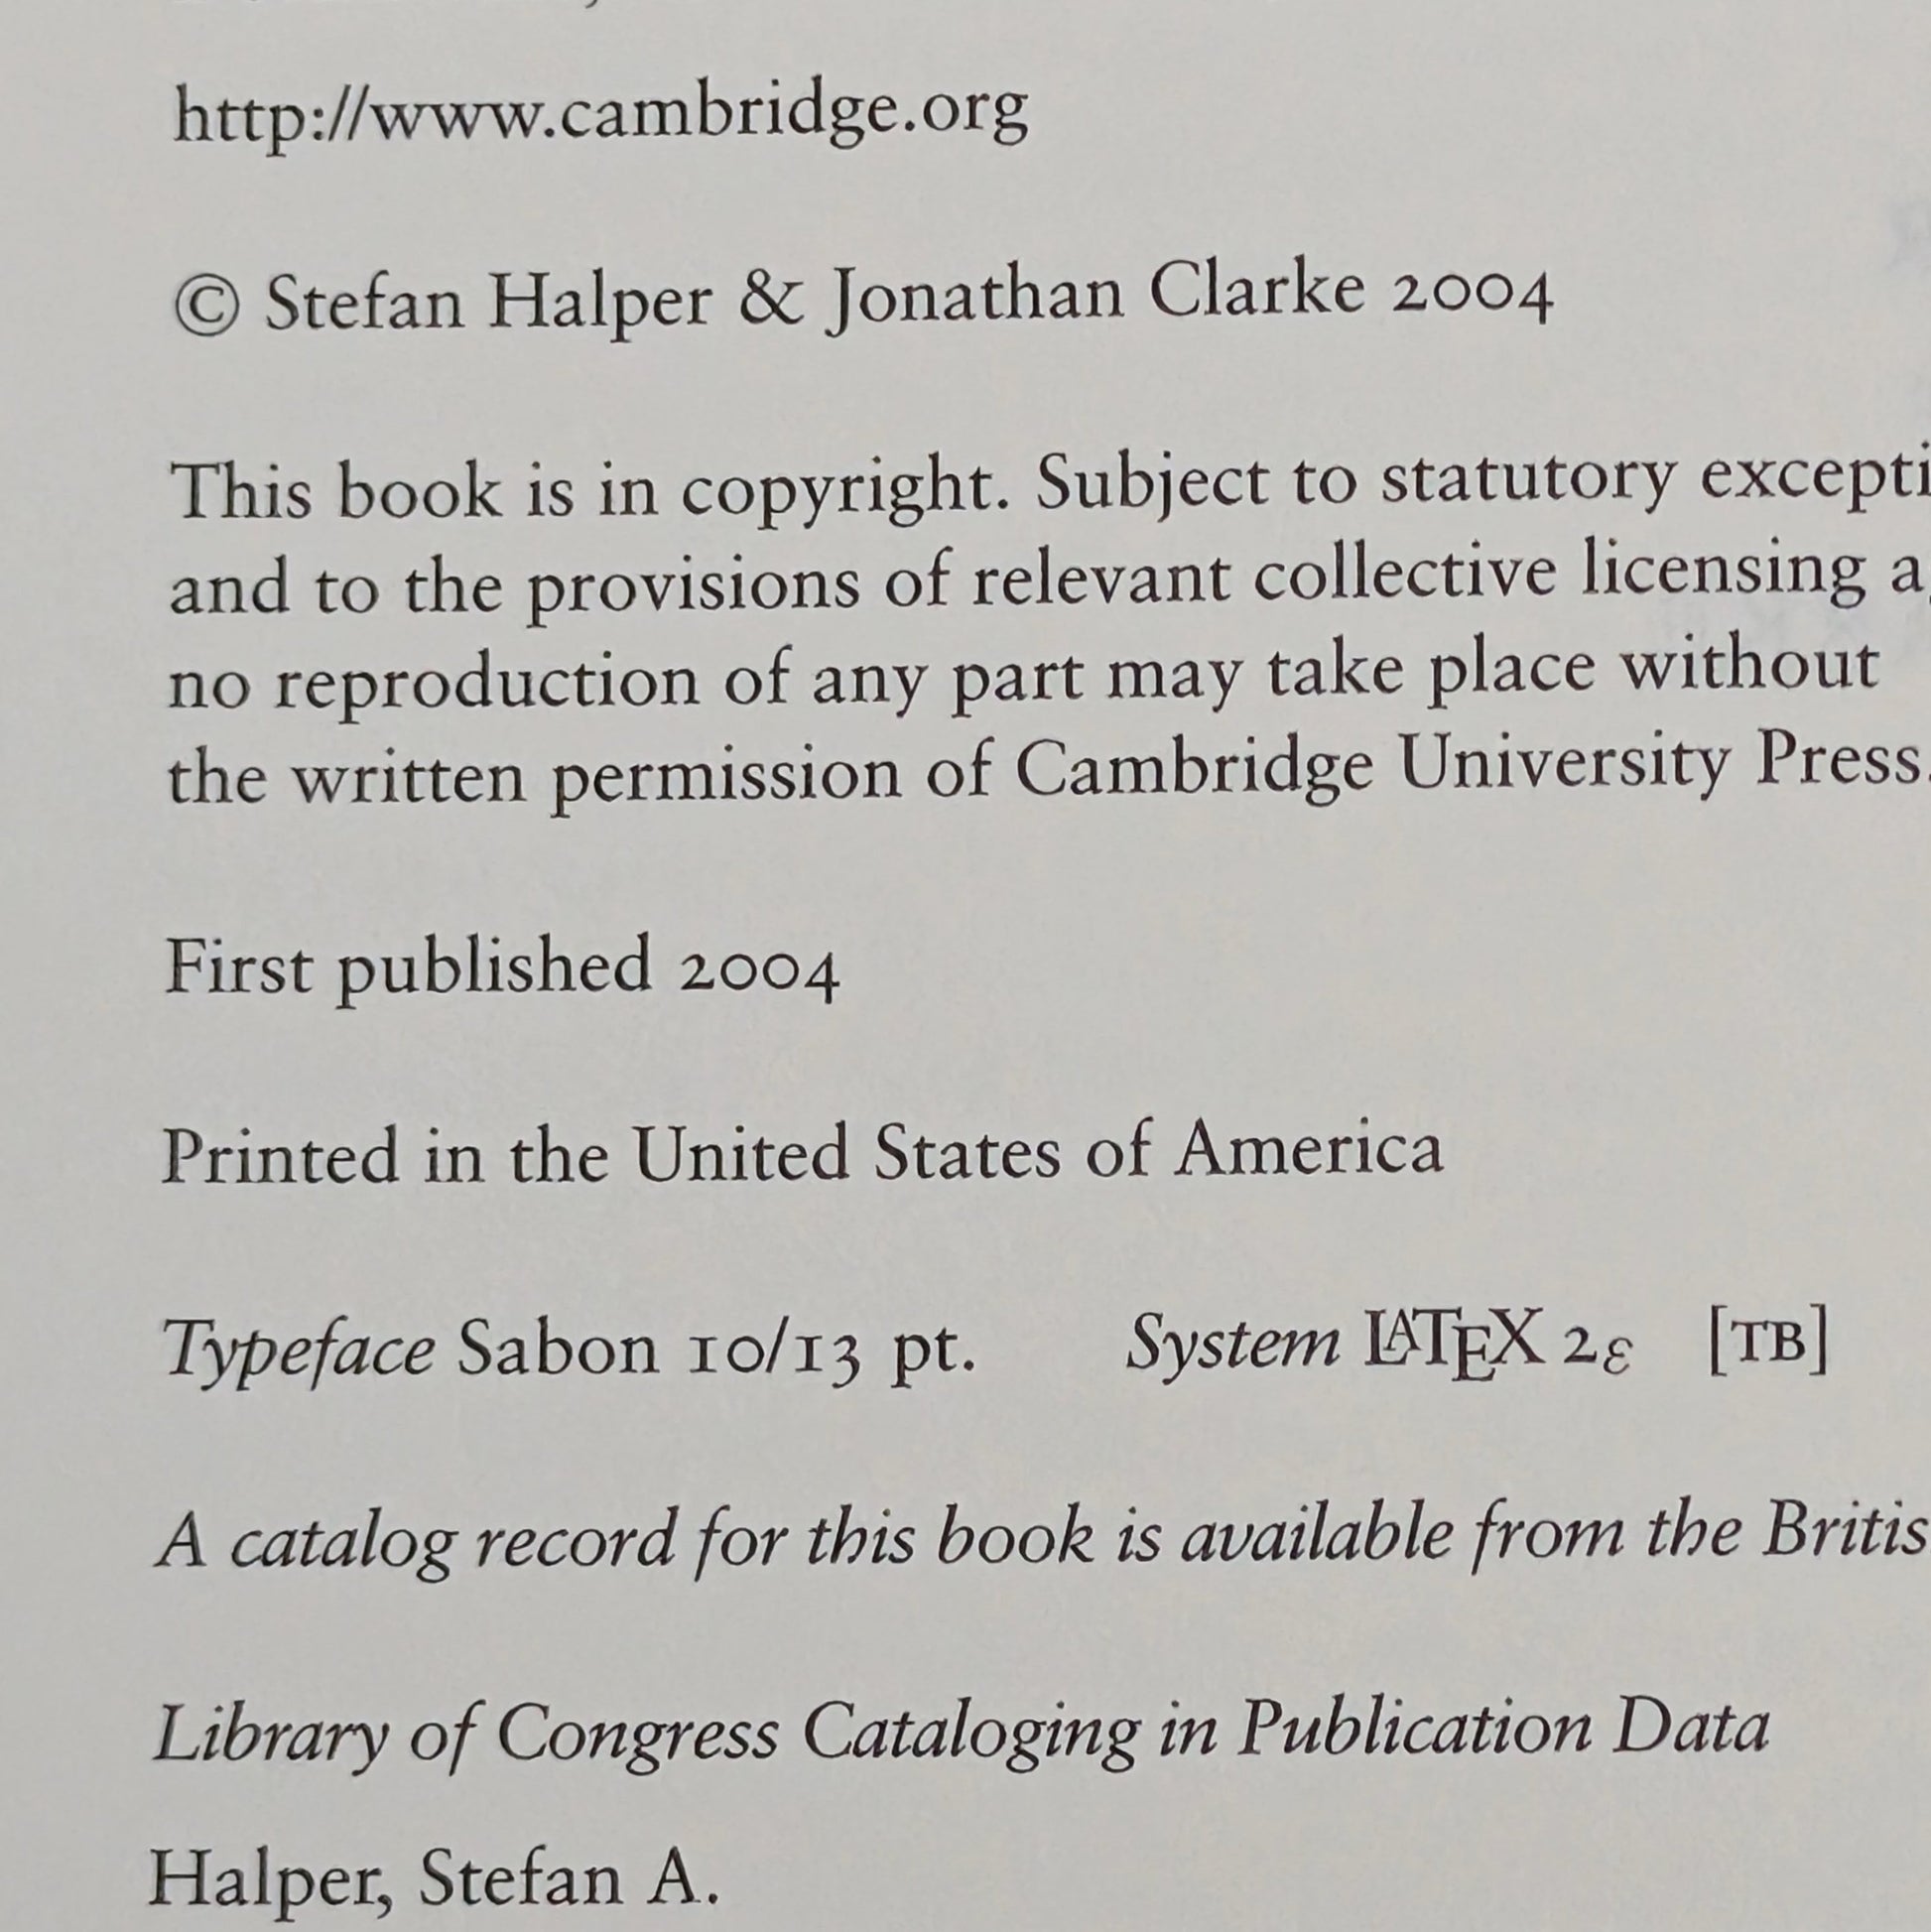 http://www.cambridge.org
© Stefan Halper & Jonathan Clarke 2004
This book is in copyright. Subject to statutory excepti
and to the provisions of relevant collective licensing a
no reproduction of any part may take place without
the written permission of Cambridge University Press.
First published 2004
Printed in the United States of America
Typeface Sabon 10/13 pt. System LATEX 2ε [TB]
A catalog record for this book is available from the Britis
Library of Congress Cataloging in Publication Data
Halper, Stefan A.